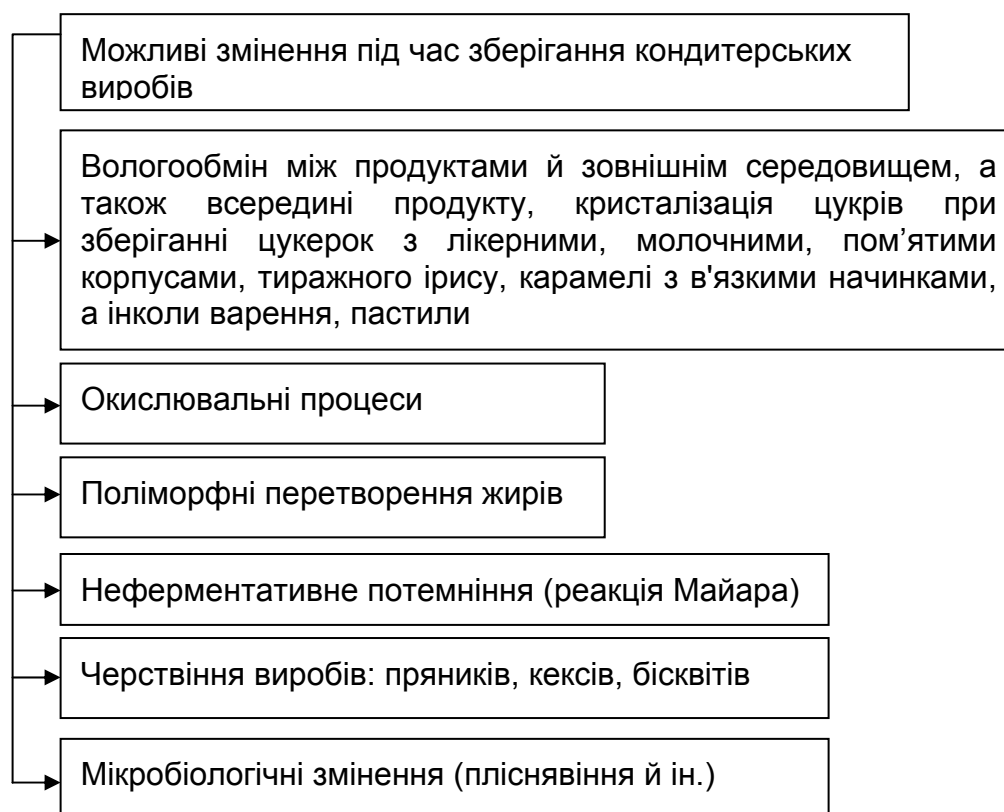 Можливі змінення під час зберігання кондитерських
виробів
Вологообмін між продуктами й зовнішнім середовищем, а
також всередині продукту, кристалізація цукрів при
зберіганні цукерок з лікерними, молочними, пом’ятими
корпусами, тиражного ірису, карамелі з в'язкими начинками,
а інколи варення, пастили
Окислювальні процеси
Поліморфні перетворення жирів
Неферментативне потемніння (реакція Майара)
Черствіння виробів: пряників, кексів, бісквітів
Мікробіологічні змінення (пліснявіння й ін.)